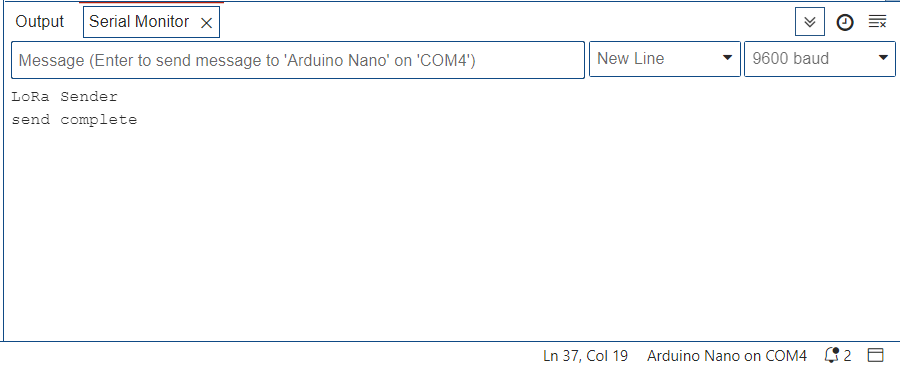 Output Serial Monitor
Message (Enter to send message to 'Arduino Nano' on 'COM4')
New Line
9600 baud
LoRa Sender
send complete
Ln 37, Col 19 Arduino Nano on COM4 2